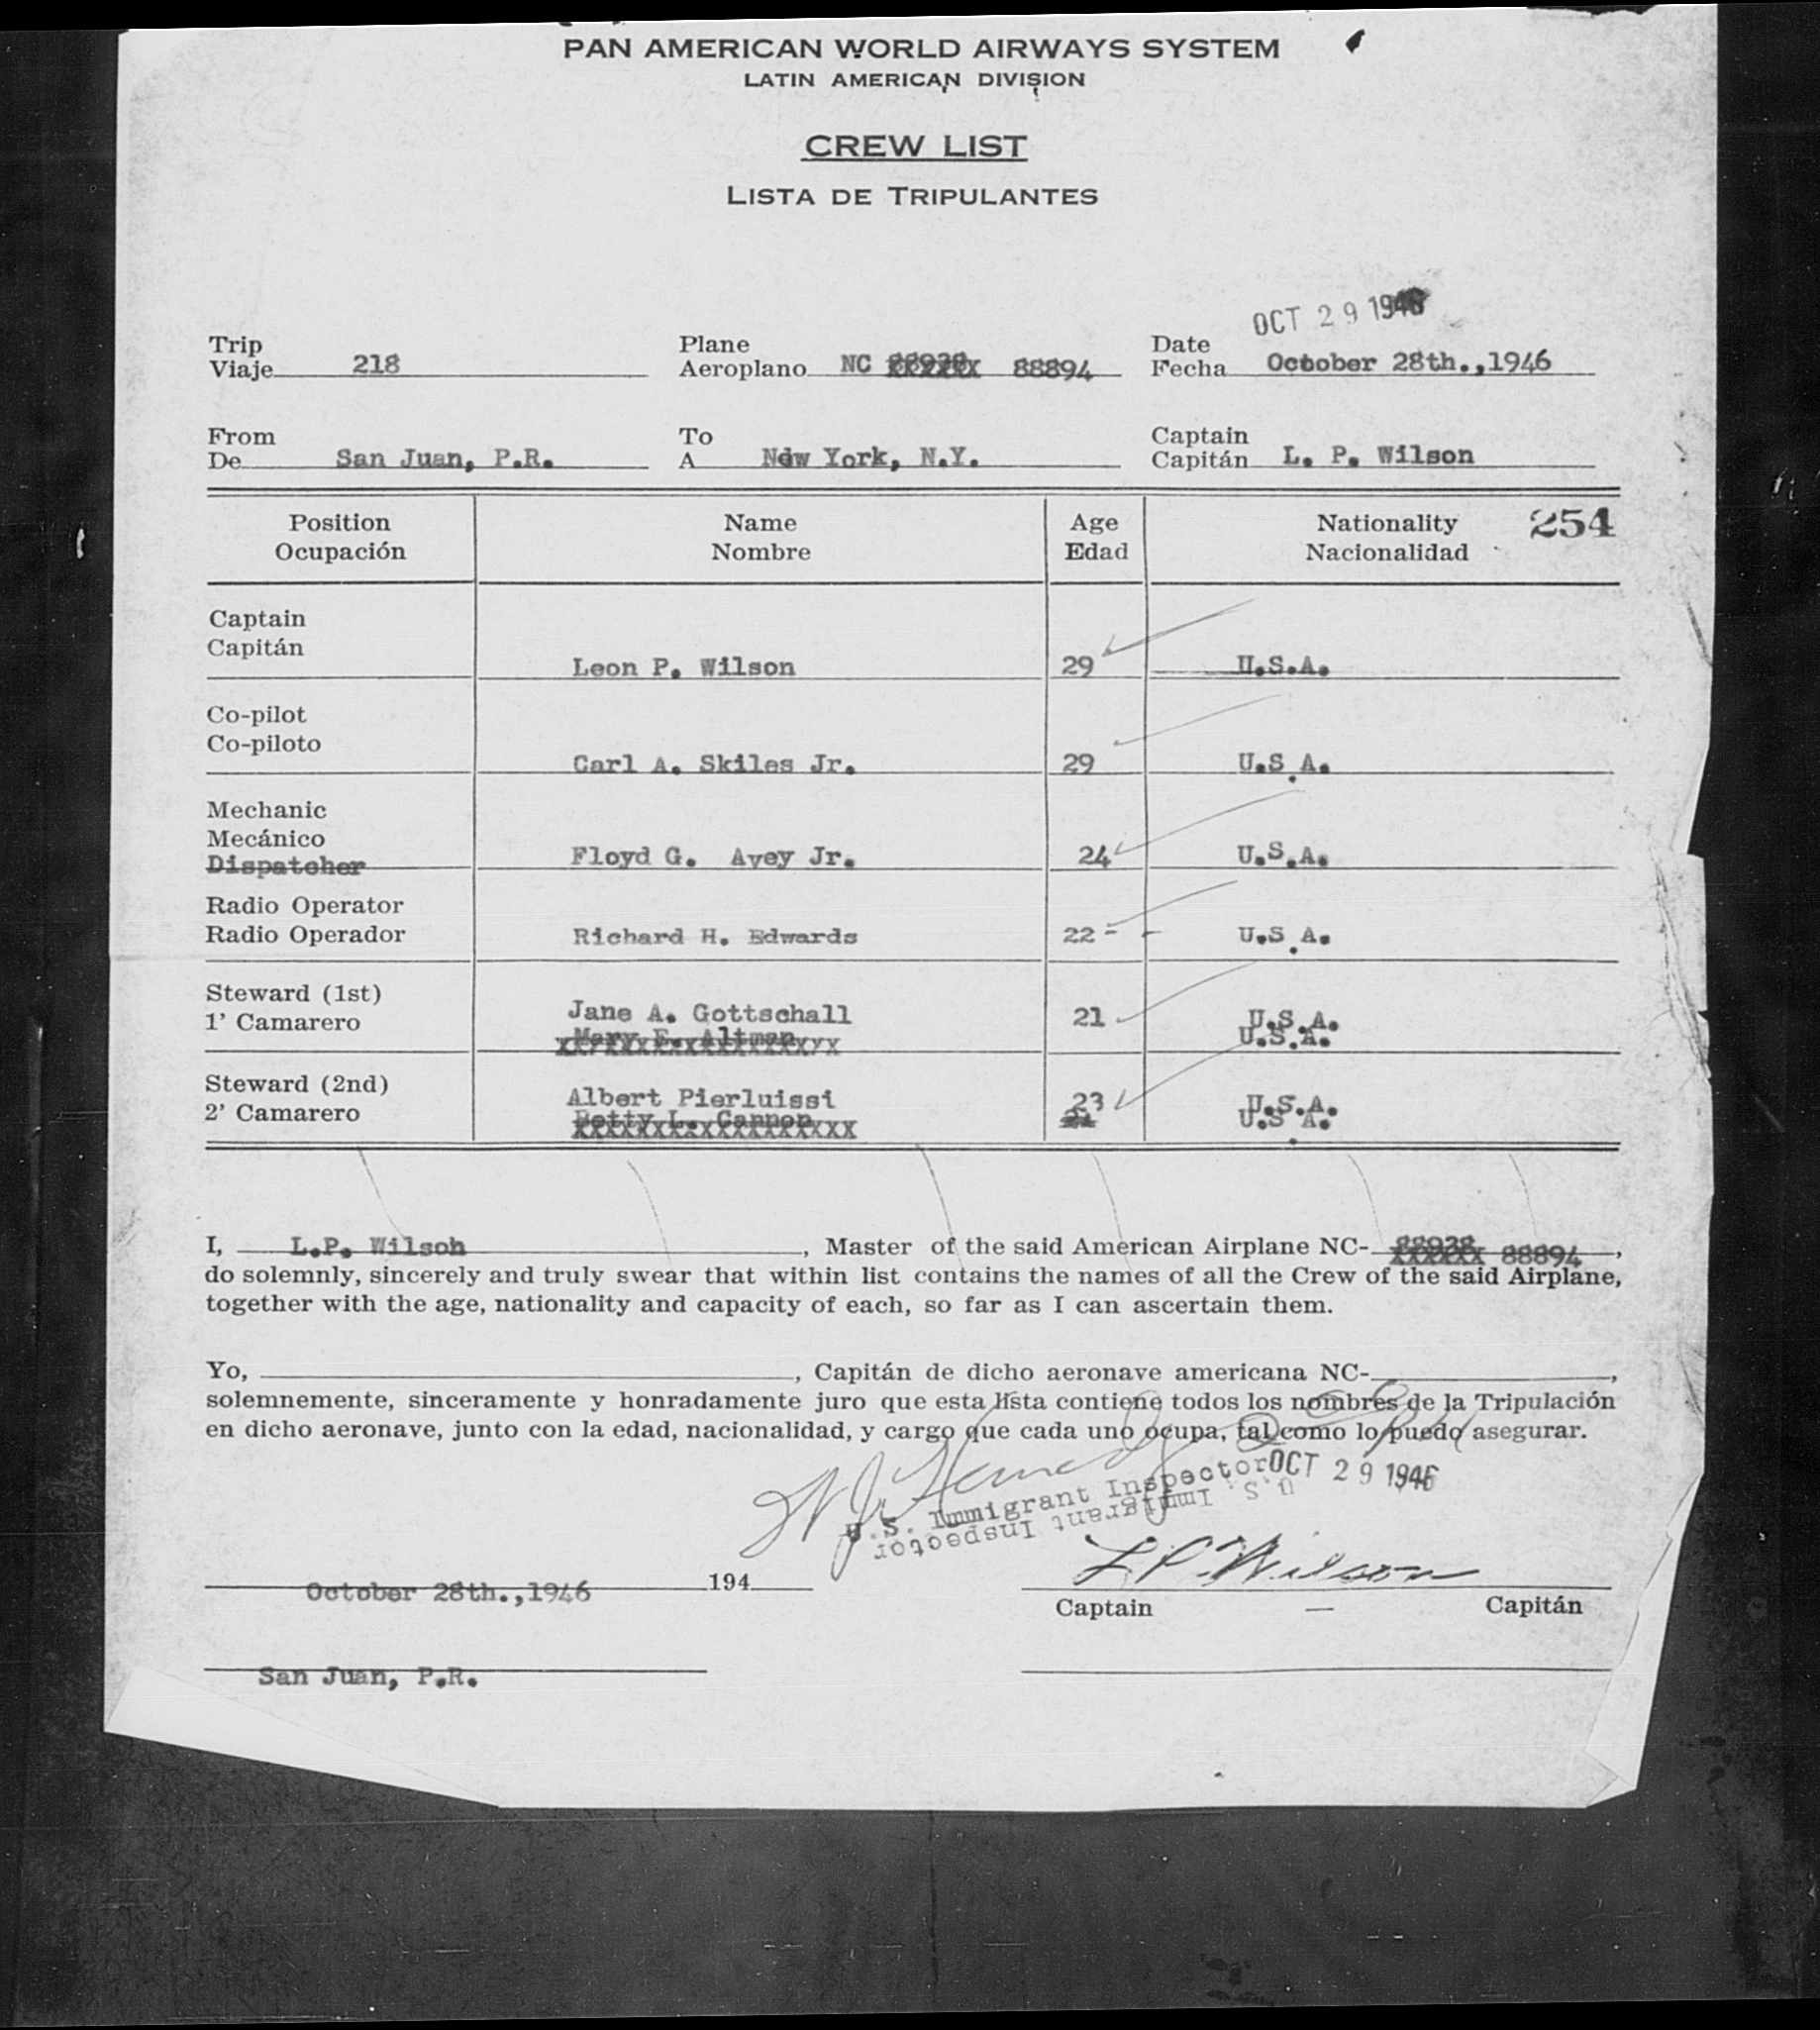 PAN AMERICAN WORLD AIRWAYS SYSTEM
LATIN AMERICAN DIVISION
CREW LIST
LISTA DE TRIPULANTES
OCT 29 1946
Trip Plane Date
Viaje 218 Aeroplano NC 88938 88894 Fecha October 28th.,1946
From To Captain
De San Juan, P.R. A New York, N.Y. Capitán L. P. Wilson
Position Name Age Nationality 254
Ocupación Nombre Edad Nacionalidad
Captain
Capitán
Leon P. Wilson 29 U.S.A.
Co-pilot
Co-piloto
Carl A. Skiles Jr. 29 U.S.A.
Mechanic
Mecánico
Dispatcher Floyd G. Avey Jr. 24 U.S.A.
Radio Operator
Radio Operador Richard H. Edwards 22 - - U.S.A.
Steward (1st) Jane A. Gottschall 21 U.S.A.
1' Camarero Mary E. Altman U.S.A.
Steward (2nd) Albert Pierluissi 23 U.S.A.
2' Camarero Betty L. Cannon U.S.A.
I, L.P. Wilson, Master of the said American Airplane NC- 88938 88894,
do solemnly, sincerely and truly swear that within list contains the names of all the Crew of the said Airplane,
together with the age, nationality and capacity of each, so far as I can ascertain them.
Yo, , Capitán de dicho aeronave americana NC- ,
solemnemente, sinceramente y honradamente juro que esta lista contiene todos los nombres de la Tripulación
en dicho aeronave, junto con la edad, nacionalidad, y cargo que cada uno ocupa, tal como lo puedo asegurar.
U.S. Immigrant Inspector OCT 29 1946
U.S. Immigrant Inspector
L P. Wilson
October 28th.,1946 194
Captain — Capitán
San Juan, P.R.